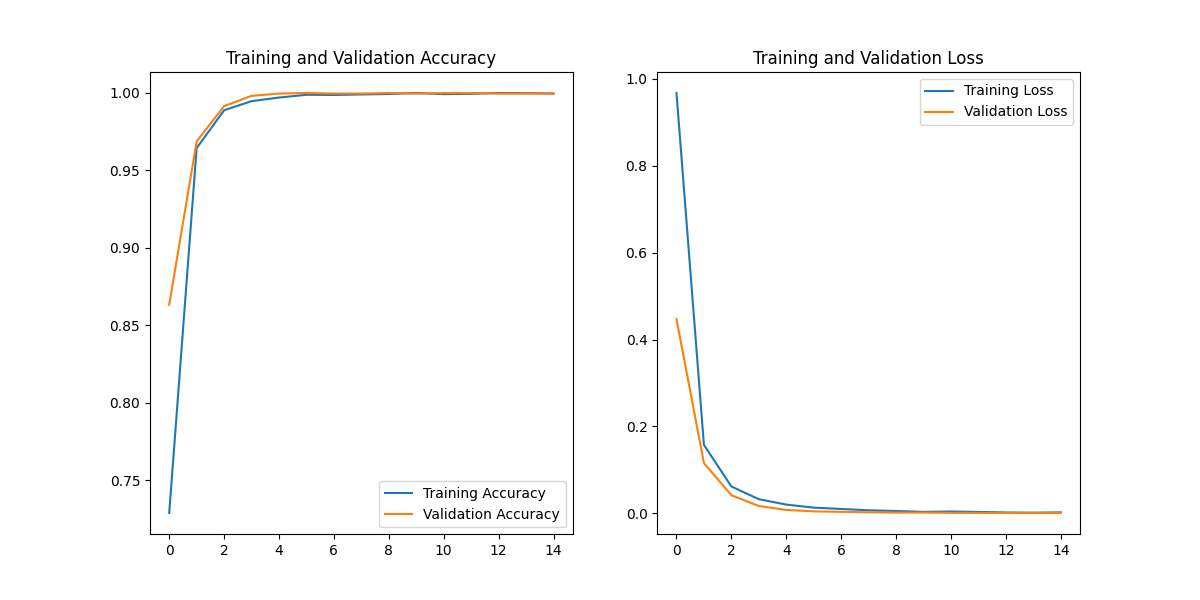 Training and Validation Accuracy
1.00
0.95
0.90
0.85
0.80
0.75
Training Accuracy
Validation Accuracy
0 2 4 6 8 10 12 14
Training and Validation Loss
1.0
0.8
0.6
0.4
0.2
0.0
Training Loss
Validation Loss
0 2 4 6 8 10 12 14